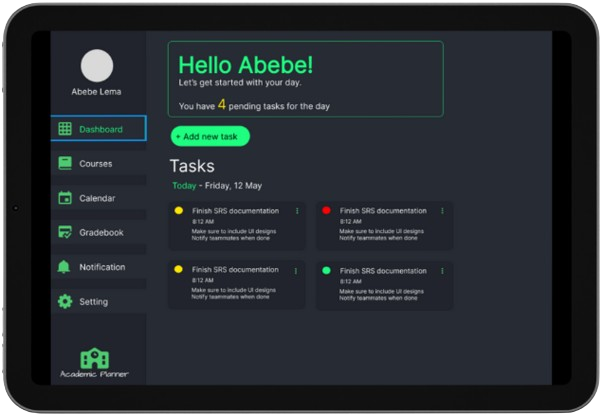 Abebe Lema
Dashboard
Courses
Calendar
Gradebook
Notification
Setting
Academic Planner
Hello Abebe!
Let's get started with your day.
You have 4 pending tasks for the day
+ Add new task
Tasks
Today - Friday, 12 May
Finish SRS documentation
8:12 AM
Make sure to include UI designs
Notify teammates when done
Finish SRS documentation
8:12 AM
Make sure to include UI designs
Notify teammates when done
Finish SRS documentation
8:12 AM
Make sure to include UI designs
Notify teammates when done
Finish SRS documentation
8:12 AM
Make sure to include UI designs
Notify teammates when done